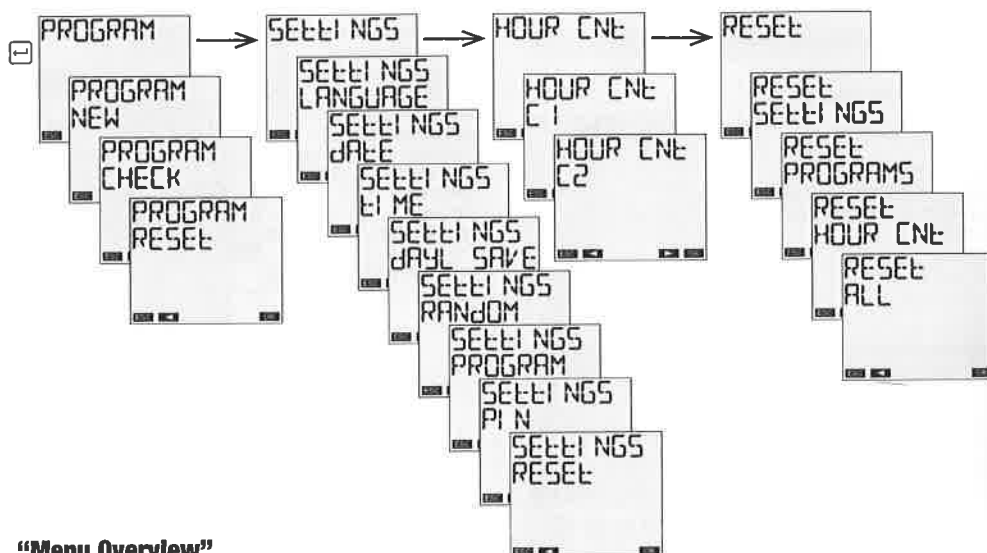 PROGRAM
PROGRAM
NEW
PROGRAM
CHECK
PROGRAM
RESEt
SEttINGS
SEttINGS
LANGUAGE
SEttINGS
dAtE
SEttINGS
tIME
SEttINGS
dAYL SAVE
SEttINGS
RANdOM
SEttINGS
PROGRAM
SEttINGS
PIN
SEttINGS
RESEt
HOUR CNt
HOUR CNt
C1
HOUR CNt
C2
RESEt
RESEt
SEttINGS
RESEt
PROGRAMS
RESEt
HOUR CNt
RESEt
ALL
ESC
"Menu Overview"